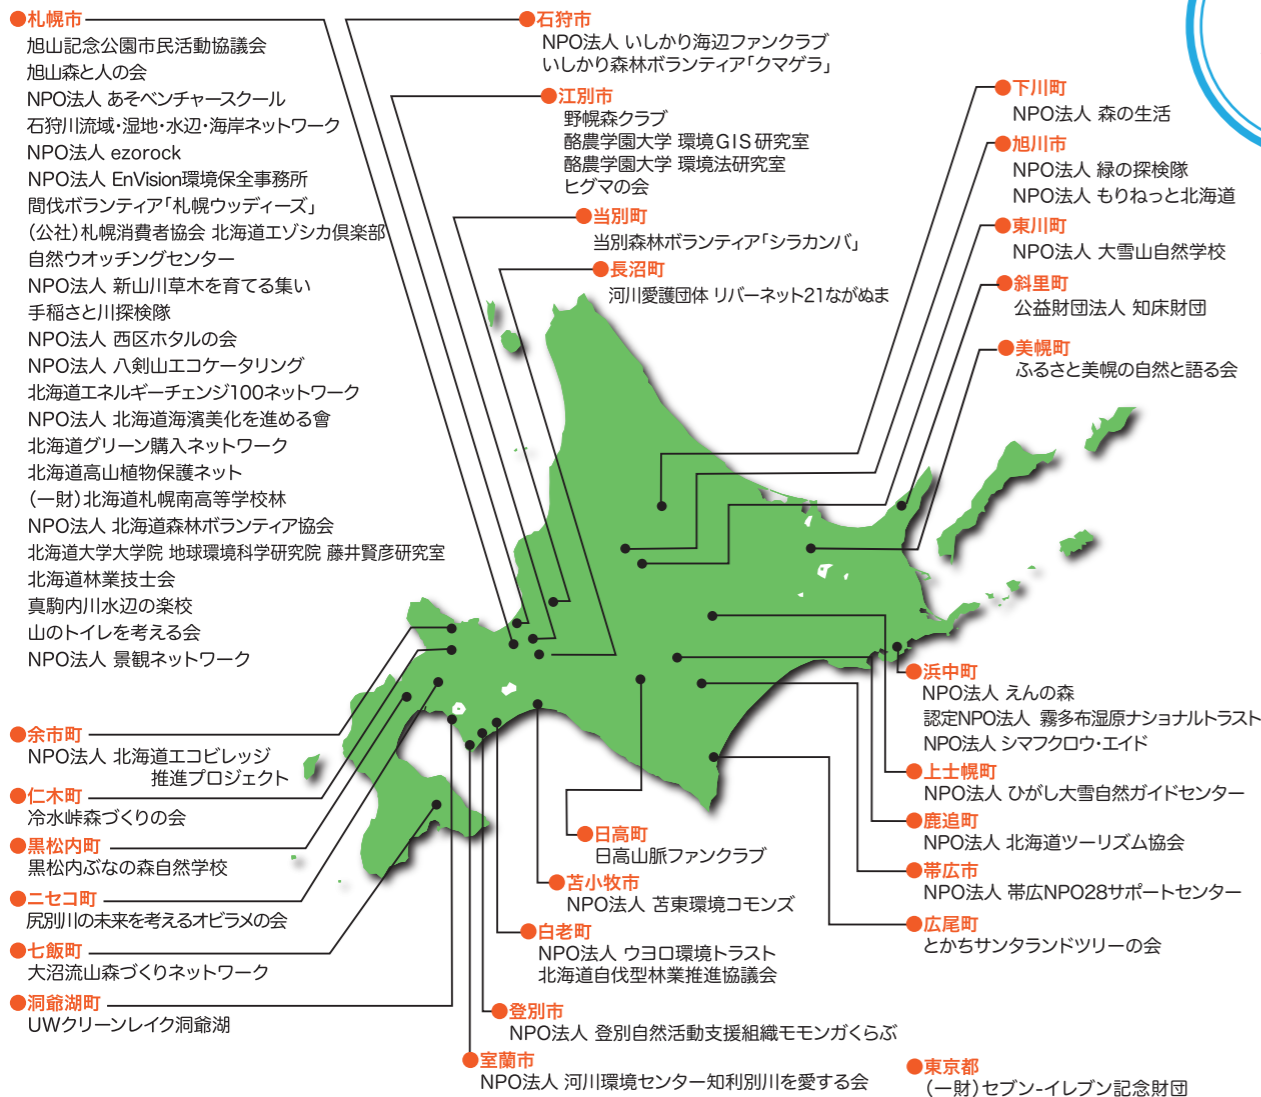 ●札幌市
旭山記念公園市民活動協議会
旭山森と人の会
NPO法人 あそベンチャースクール
石狩川流域・湿地・水辺・海岸ネットワーク
NPO法人 ezorock
NPO法人 EnVision環境保全事務所
間伐ボランティア「札幌ウッディーズ」
(公社)札幌消費者協会 北海道エゾシカ倶楽部
自然ウオッチングセンター
NPO法人 新山川草木を育てる集い
手稲さと川探検隊
NPO法人 西区ホタルの会
NPO法人 八剣山エコケータリング
北海道エネルギーチェンジ100ネットワーク
NPO法人 北海道海濱美化を進める會
北海道グリーン購入ネットワーク
北海道高山植物保護ネット
(一財)北海道札幌南高等学校林
NPO法人 北海道森林ボランティア協会
北海道大学大学院 地球環境科学研究院 藤井賢彦研究室
北海道林業技士会
真駒内川水辺の楽校
山のトイレを考える会
NPO法人 景観ネットワーク
●余市町
NPO法人 北海道エコビレッジ
推進プロジェクト
●仁木町
冷水峠森づくりの会
●黒松内町
黒松内ぶなの森自然学校
●ニセコ町
尻別川の未来を考えるオビラメの会
●七飯町
大沼流山森づくりネットワーク
●洞爺湖町
UWクリーンレイク洞爺湖
●石狩市
NPO法人 いしかり海辺ファンクラブ
いしかり森林ボランティア「クマゲラ」
●江別市
野幌森クラブ
酪農学園大学 環境GIS研究室
酪農学園大学 環境法研究室
ヒグマの会
●当別町
当別森林ボランティア「シラカンバ」
●長沼町
河川愛護団体 リバーネット21ながぬま
●下川町
NPO法人 森の生活
●旭川市
NPO法人 緑の探検隊
NPO法人 もりねっと北海道
●東川町
NPO法人 大雪山自然学校
●斜里町
公益財団法人 知床財団
●美幌町
ふるさと美幌の自然と語る会
●浜中町
NPO法人 えんの森
認定NPO法人 霧多布湿原ナショナルトラスト
NPO法人 シマフクロウ・エイド
●上士幌町
NPO法人 ひがし大雪自然ガイドセンター
●鹿追町
NPO法人 北海道ツーリズム協会
●帯広市
NPO法人 帯広NPO28サポートセンター
●広尾町
とかちサンタランドツリーの会
●日高町
日高山脈ファンクラブ
●苫小牧市
NPO法人 苫東環境コモンズ
●白老町
NPO法人 ウヨロ環境トラスト
北海道自伐型林業推進協議会
●登別市
NPO法人 登別自然活動支援組織モモンガくらぶ
●室蘭市
NPO法人 河川環境センター知利別川を愛する会
●東京都
(一財)セブン-イレブン記念財団